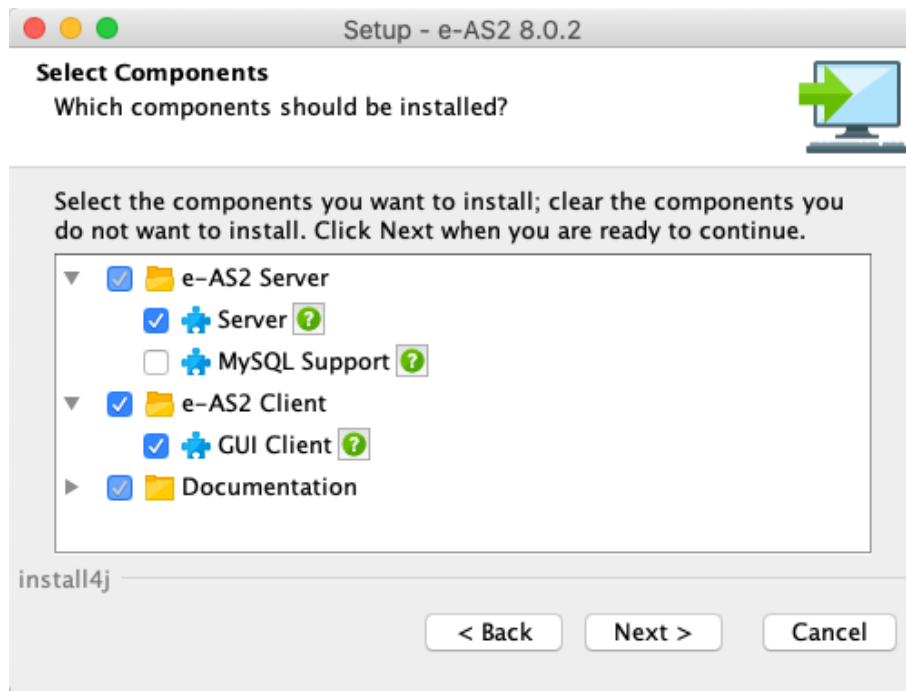 Setup - e-AS2 8.0.2
Select Components
Which components should be installed?
Select the components you want to install; clear the components you
do not want to install. Click Next when you are ready to continue.
e-AS2 Server
Server ?
MySQL Support ?
e-AS2 Client
GUI Client ?
Documentation
install4j
< Back Next > Cancel